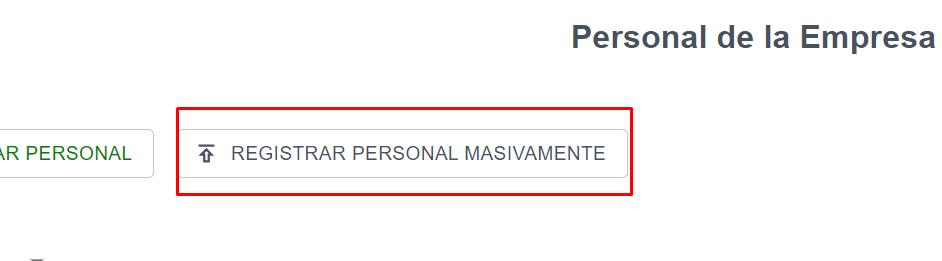 Personal de la Empresa
AR PERSONAL
REGISTRAR PERSONAL MASIVAMENTE